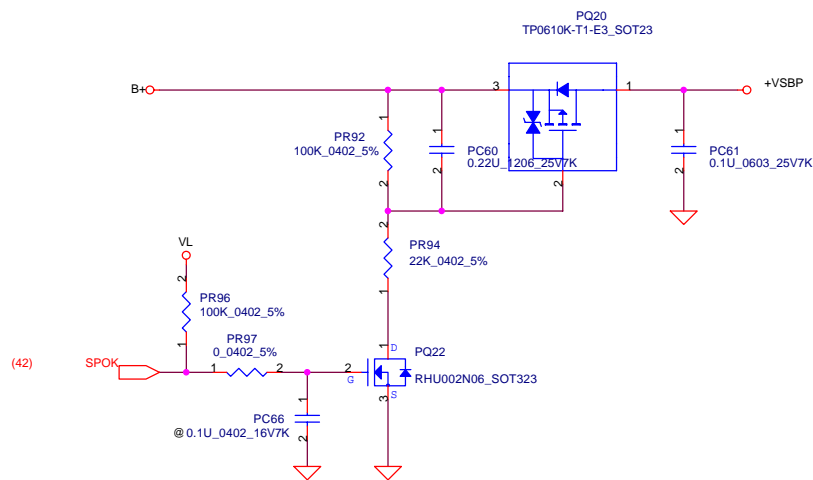 PQ20
TP0610K-T1-E3_SOT23
B+
3
1
+VSBP
2
1
PR92
100K_0402_5%
2
1
PC60
0.22U_1206_25V7K
2
1
PC61
0.1U_0603_25V7K
2
2
PR94
22K_0402_5%
1
VL
2
PR96
100K_0402_5%
1
PR97
0_0402_5%
(42)
SPOK
1
2
2
G
1
D
PQ22
RHU002N06_SOT323
S
3
1
PC66
@ 0.1U_0402_16V7K
2